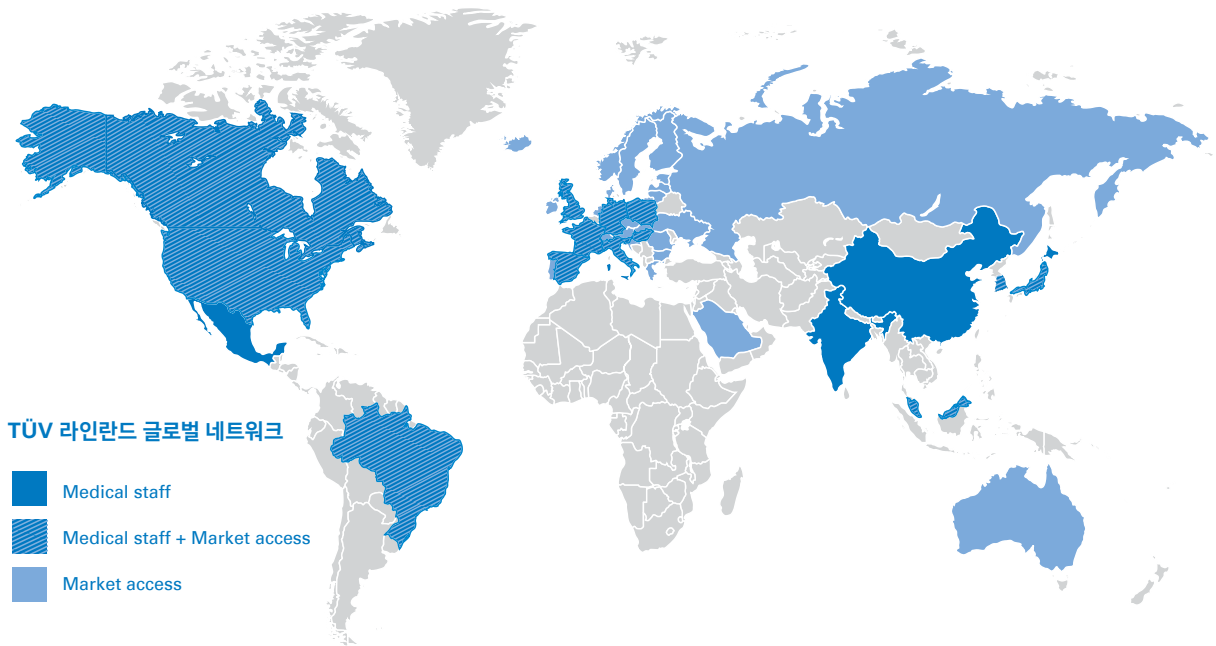 TÜV 라인란드 글로벌 네트워크
Medical staff
Medical staff + Market access
Market access